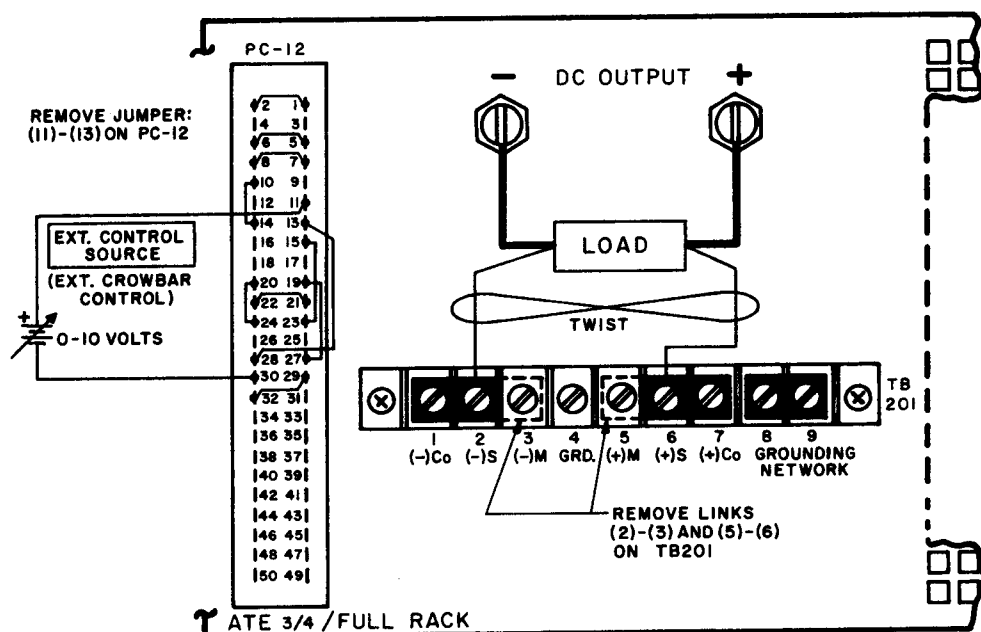 PC-12
REMOVE JUMPER:
(11)-(13) ON PC-12
2 1
4 3
6 5
8 7
10 9
12 11
14 13
16 15
18 17
20 19
22 21
24 23
26 25
28 27
30 29
32 31
34 33
36 35
38 37
40 39
42 41
44 43
46 45
48 47
50 49
EXT. CONTROL
SOURCE
(EXT. CROWBAR
CONTROL)
+
0-10 VOLTS
- DC OUTPUT +
LOAD
TWIST
TB
201
1 2 3 4 5 6 7 8 9
(-)Co (-)S (-)M GRD. (+)M (+)S (+)Co GROUNDING
NETWORK
REMOVE LINKS
(2)-(3) AND (5)-(6)
ON TB201
ATE 3/4 / FULL RACK